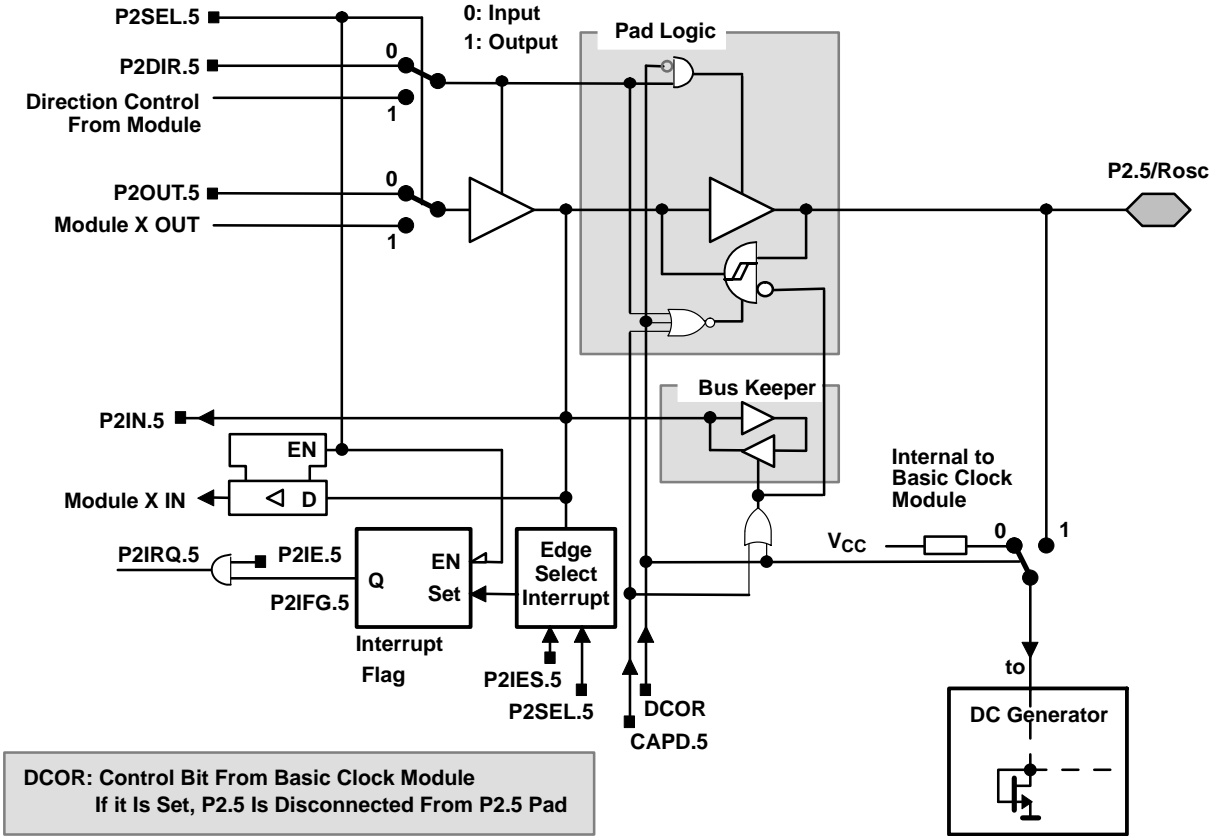 P2SEL.5
0: Input
1: Output
Pad Logic
P2DIR.5
0
Direction Control
From Module
1
P2OUT.5
0
Module X OUT
1
P2.5/Rosc
Bus Keeper
P2IN.5
EN
Module X IN
D
Internal to
Basic Clock
Module
VCC
0
1
P2IRQ.5
P2IE.5
P2IFG.5
Q
EN
Set
Interrupt
Flag
Edge
Select
Interrupt
P2IES.5
P2SEL.5
DCOR
CAPD.5
to
DC Generator
DCOR: Control Bit From Basic Clock Module
If it Is Set, P2.5 Is Disconnected From P2.5 Pad